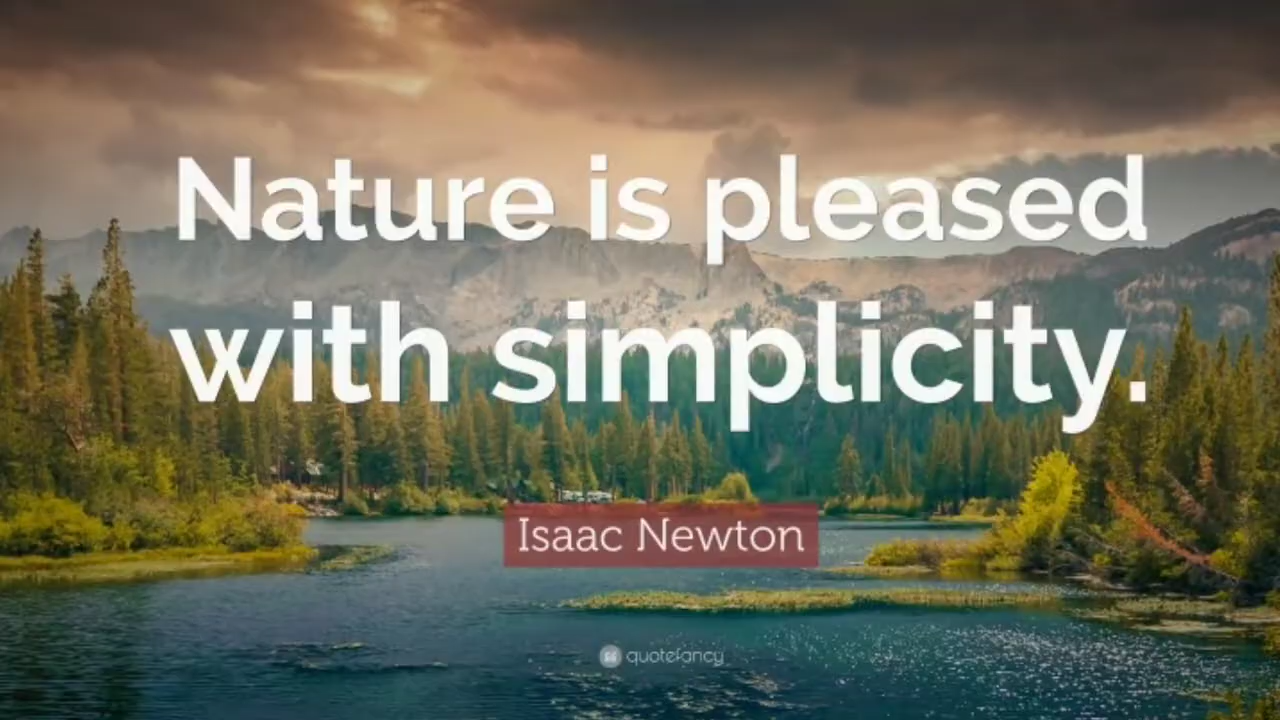 Nature is pleased
with simplicity.
Isaac Newton
quotefancy